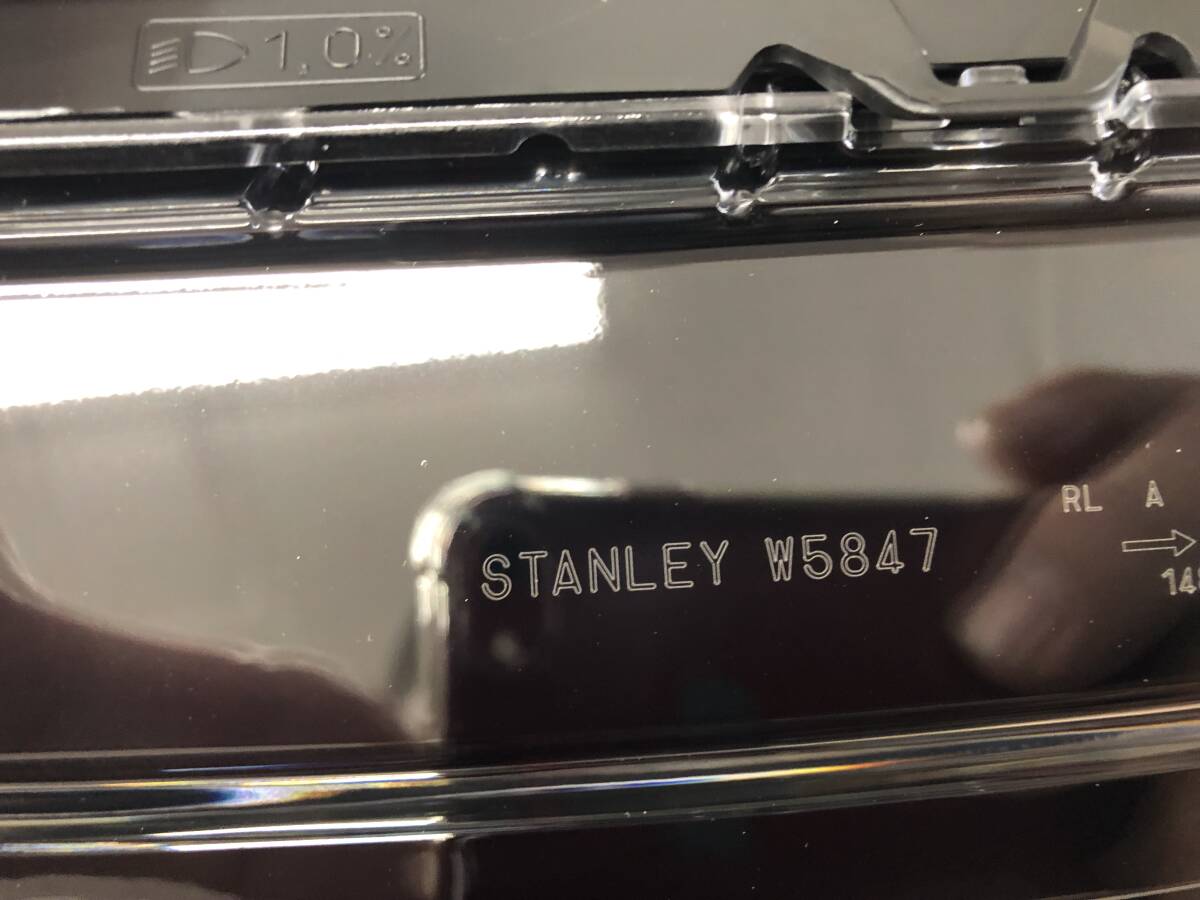 1.0%
STANLEY W5847
RL A
→